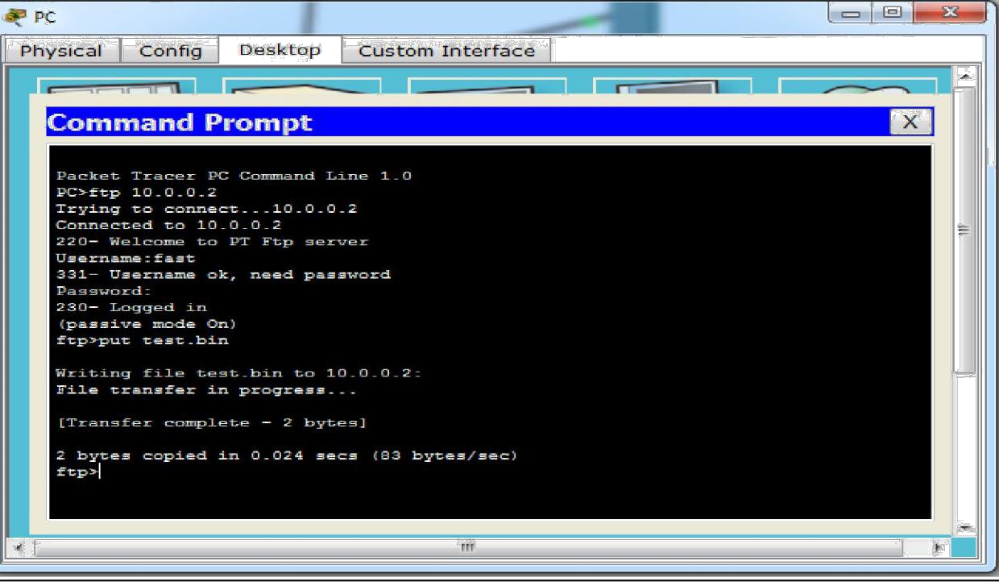 PC
Physical Config Desktop Custom Interface
Command Prompt X
Packet Tracer PC Command Line 1.0
PC>ftp 10.0.0.2
Trying to connect...10.0.0.2
Connected to 10.0.0.2
220- Welcome to PT Ftp server
Username:fast
331- Username ok, need password
Password:
230- Logged in
(passive mode On)
ftp>put test.bin
Writing file test.bin to 10.0.0.2:
File transfer in progress...
[Transfer complete - 2 bytes]
2 bytes copied in 0.024 secs (83 bytes/sec)
ftp>